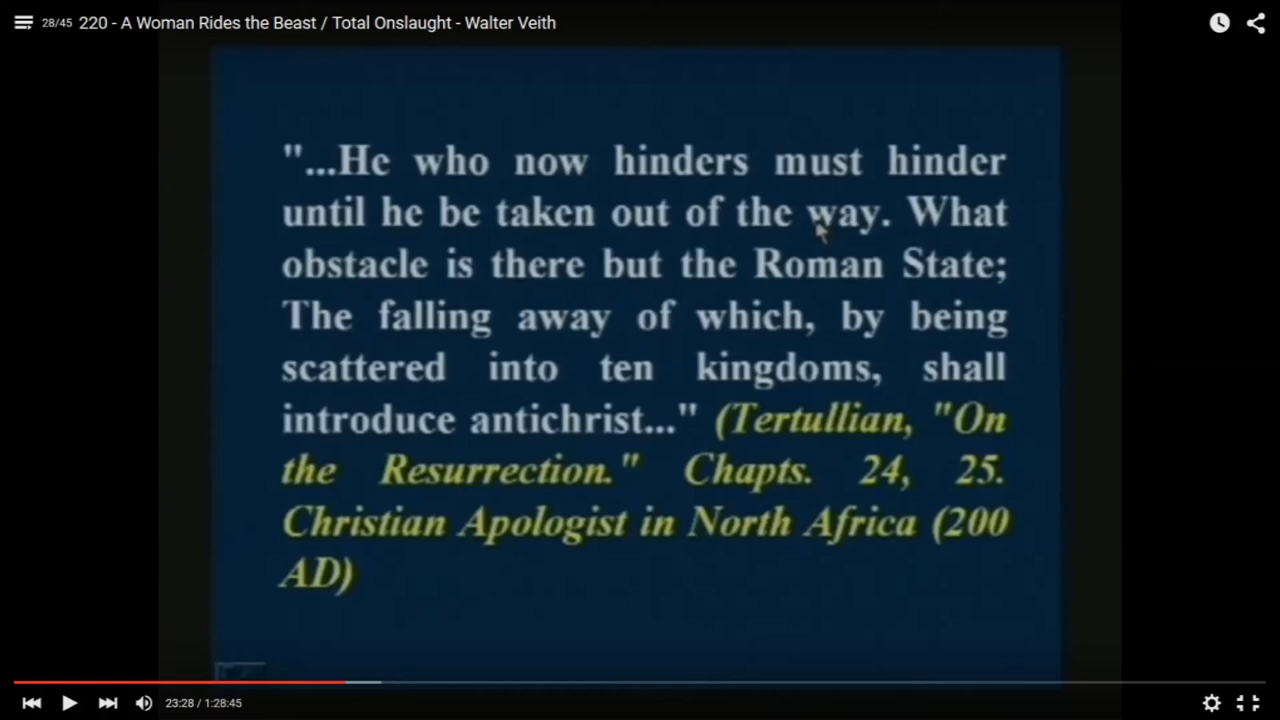 28/45 220 - A Woman Rides the Beast / Total Onslaught - Walter Veith
"...He who now hinders must hinder
until he be taken out of the way. What
obstacle is there but the Roman State;
The falling away of which, by being
scattered into ten kingdoms, shall
introduce antichrist..." (Tertullian, "On
the Resurrection." Chapts. 24, 25.
Christian Apologist in North Africa (200
AD)
23:28 / 1:28:45